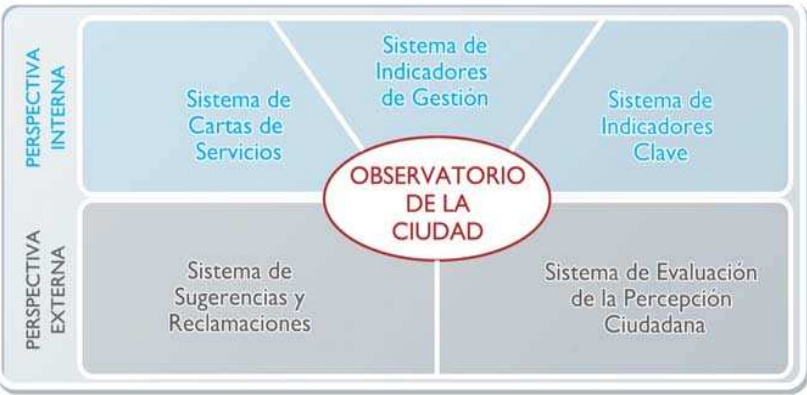 PERSPECTIVA
INTERNA
Sistema de
Cartas de
Servicios
Sistema de
Indicadores
de Gestión
Sistema de
Indicadores
Clave
OBSERVATORIO
DE LA
CIUDAD
PERSPECTIVA
EXTERNA
Sistema de
Sugerencias y
Reclamaciones
Sistema de Evaluación
de la Percepción
Ciudadana